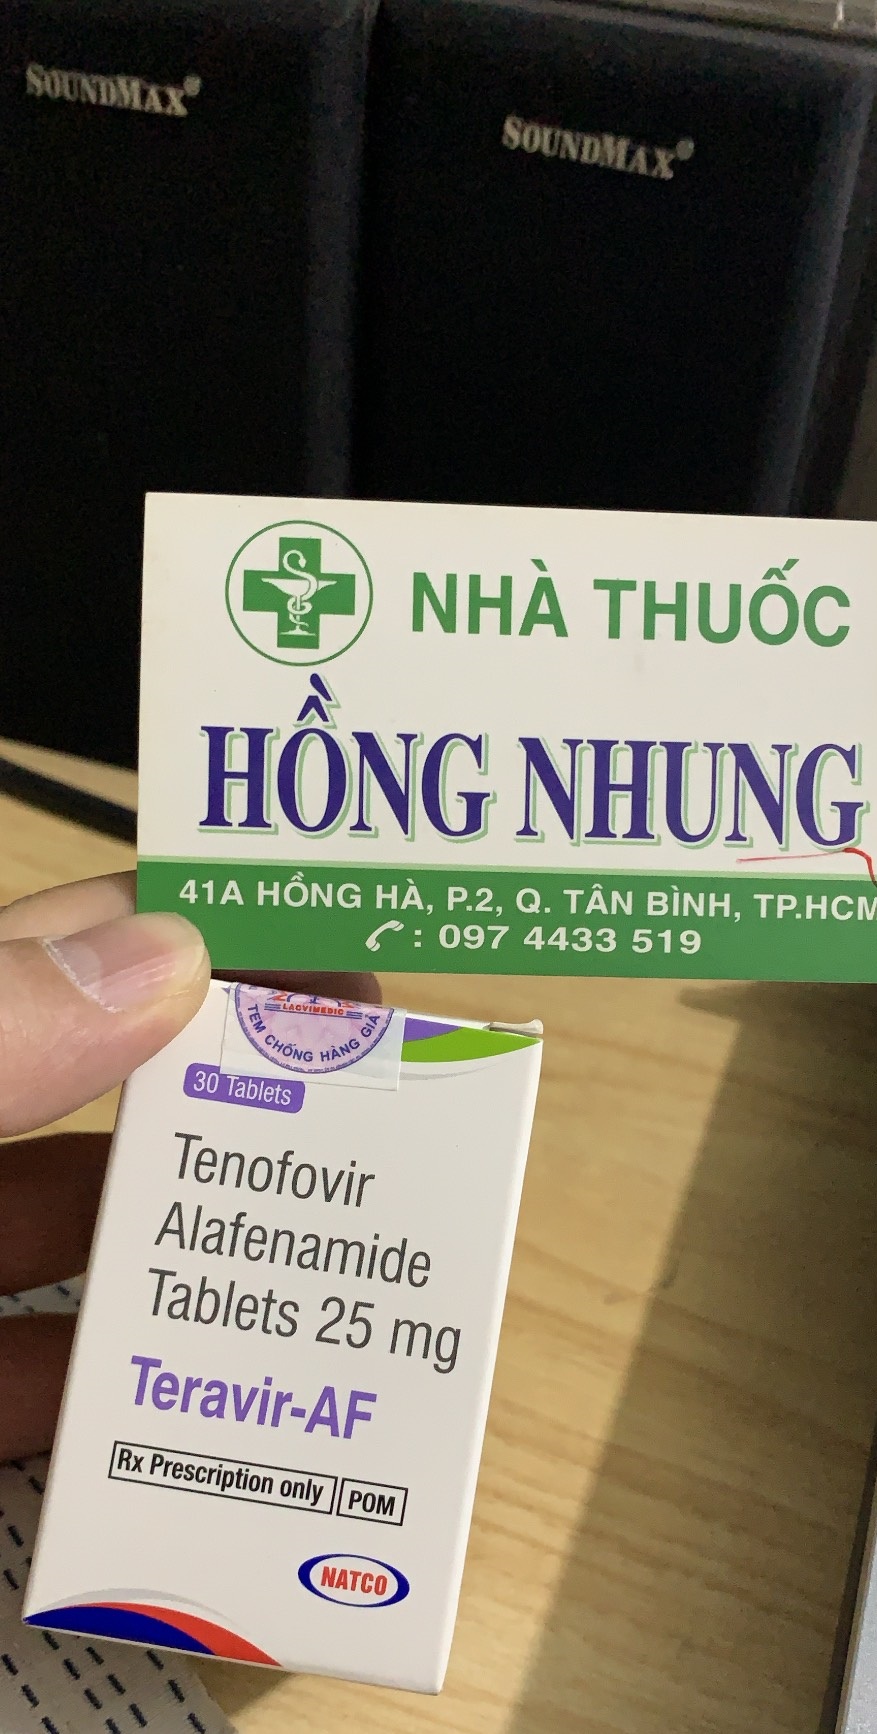 SOUNDMAX
SOUNDMAX
NHÀ THUỐC
HỒNG NHUNG
41A HỒNG HÀ, P.2, Q. TÂN BÌNH, TP.HCM
: 097 4433 519
LAGVIMEDIC
TEM CHỐNG HÀNG GIẢ
30 Tablets
Tenofovir
Alafenamide
Tablets 25 mg
Teravir-AF
Rx Prescription only POM
NATCO